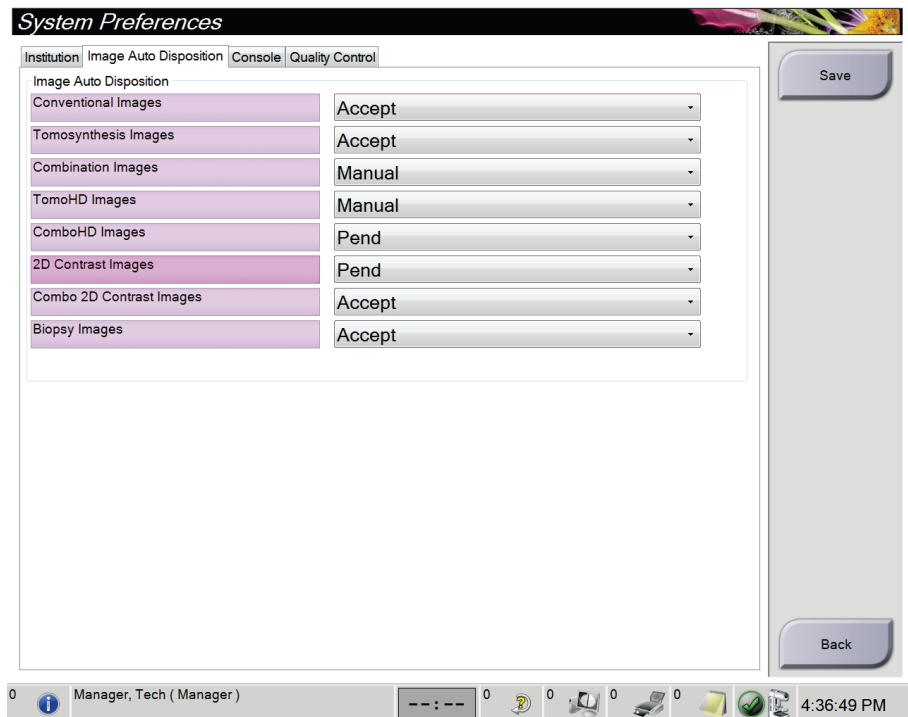 System Preferences
Institution Image Auto Disposition Console Quality Control
Save
Image Auto Disposition
Conventional Images Accept
Tomosynthesis Images Accept
Combination Images Manual
TomoHD Images Manual
ComboHD Images Pend
2D Contrast Images Pend
Combo 2D Contrast Images Accept
Biopsy Images Accept
Back
0 Manager, Tech ( Manager ) --:-- 0 0 0 0 4:36:49 PM